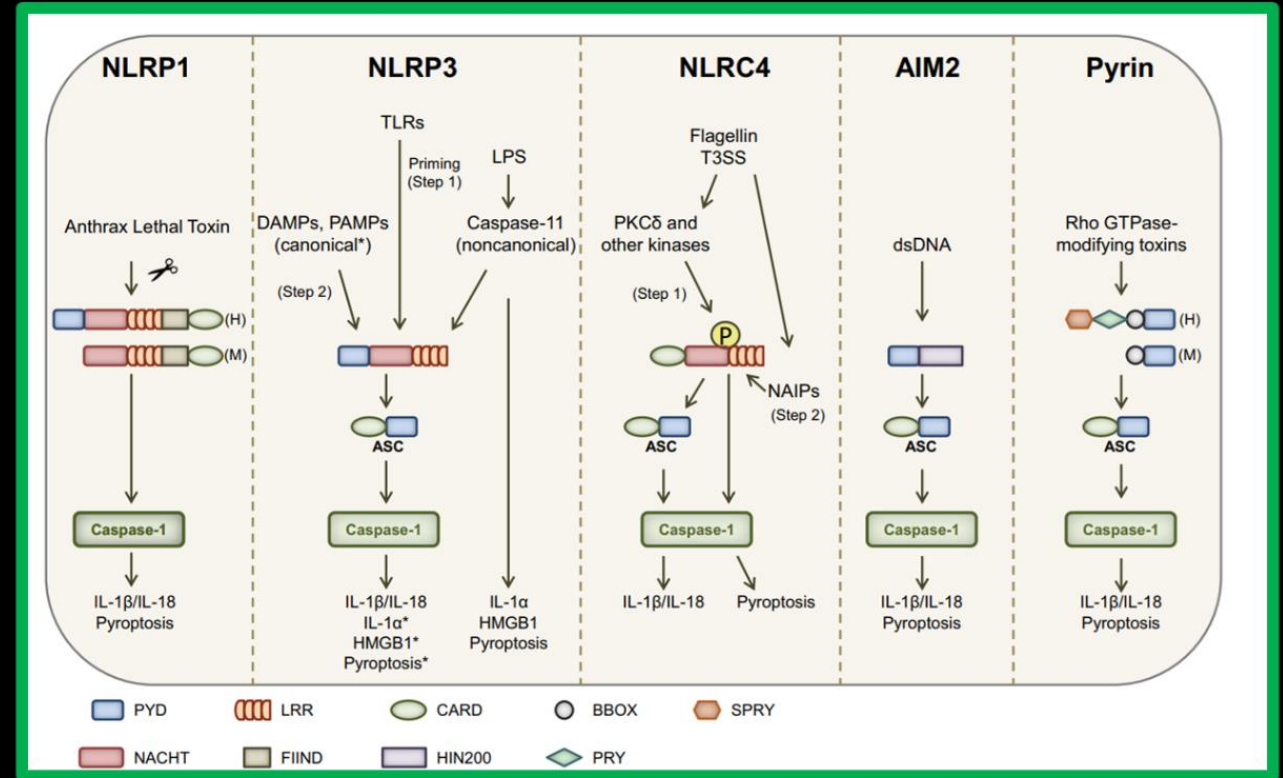 NLRP1
Anthrax Lethal Toxin
(H)
(M)
Caspase-1
IL-1β/IL-18
Pyroptosis
NLRP3
TLRs
Priming
(Step 1)
LPS
DAMPs, PAMPs
(canonical*)
Caspase-11
(noncanonical)
(Step 2)
ASC
Caspase-1
IL-1β/IL-18
IL-1α*
HMGB1*
Pyroptosis*
IL-1α
HMGB1
Pyroptosis
NLRC4
Flagellin
T3SS
PKCδ and
other kinases
(Step 1)
P
NAIPs
(Step 2)
ASC
Caspase-1
IL-1β/IL-18
Pyroptosis
AIM2
dsDNA
ASC
Caspase-1
IL-1β/IL-18
Pyroptosis
Pyrin
Rho GTPase-
modifying toxins
(H)
(M)
ASC
Caspase-1
IL-1β/IL-18
Pyroptosis
PYD
LRR
CARD
BBOX
SPRY
NACHT
FIIND
HIN200
PRY